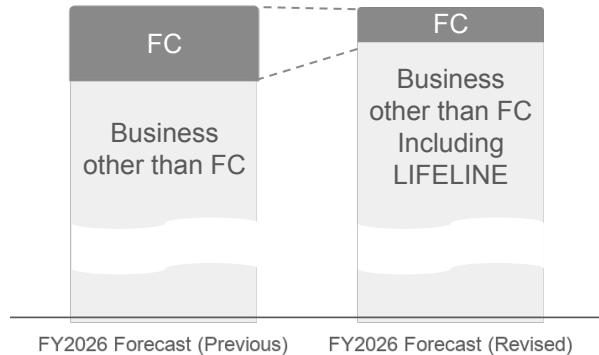 FC
Business
other than FC
FC
Business
other than FC
Including
LIFELINE
FY2026 Forecast (Previous)
FY2026 Forecast (Revised)